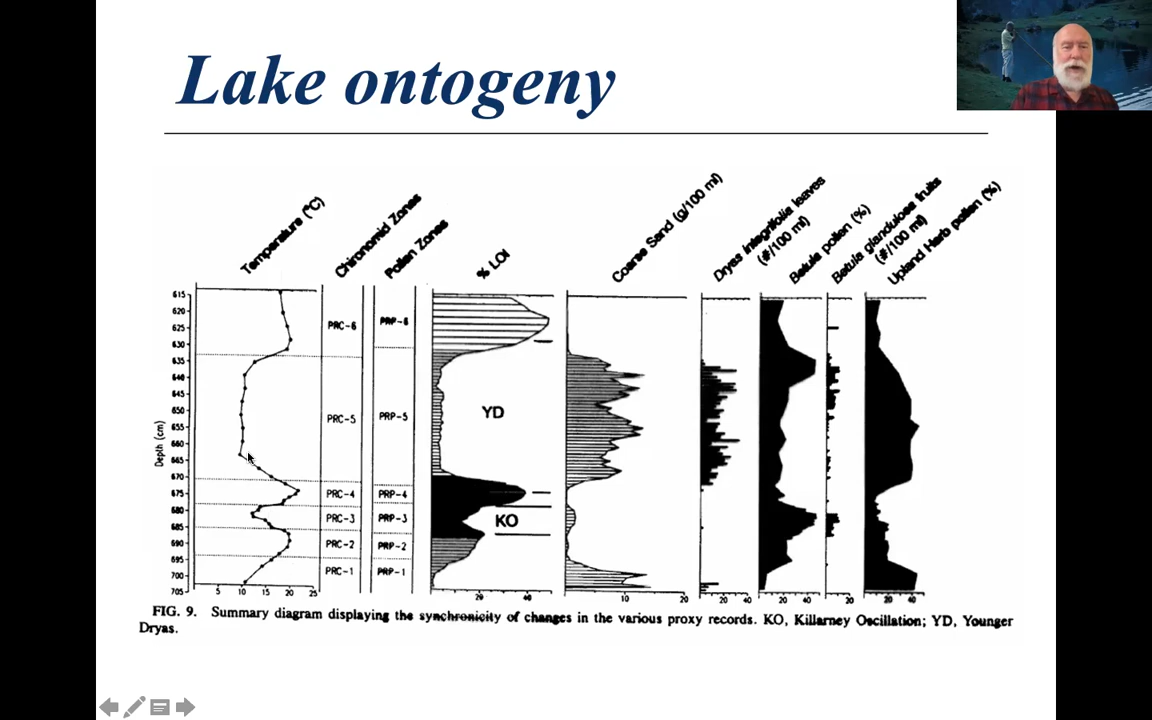 Lake ontogeny
Temperature (°C)
Chironomid Zones
Pollen Zones
% LOI
Coarse Sand (g/100 ml)
Dryas integrifolia leaves
(#/100 ml)
Betula pollen (%)
Betula glandulosa fruits
(#/100 ml)
Upland Herb pollen (%)
Depth (cm)
615
620
625
630
635
640
645
650
655
660
665
670
675
680
685
690
695
700
705
PRC-6
PRC-5
PRC-4
PRC-3
PRC-2
PRC-1
PRP-6
PRP-5
PRP-4
PRP-3
PRP-2
PRP-1
YD
KO
5 10 15 20 25
20 40
10 20
20 40
20 40
20
20 40
FIG. 9. Summary diagram displaying the synchronicity of changes in the various proxy records. KO, Killarney Oscillation; YD, Younger
Dryas.